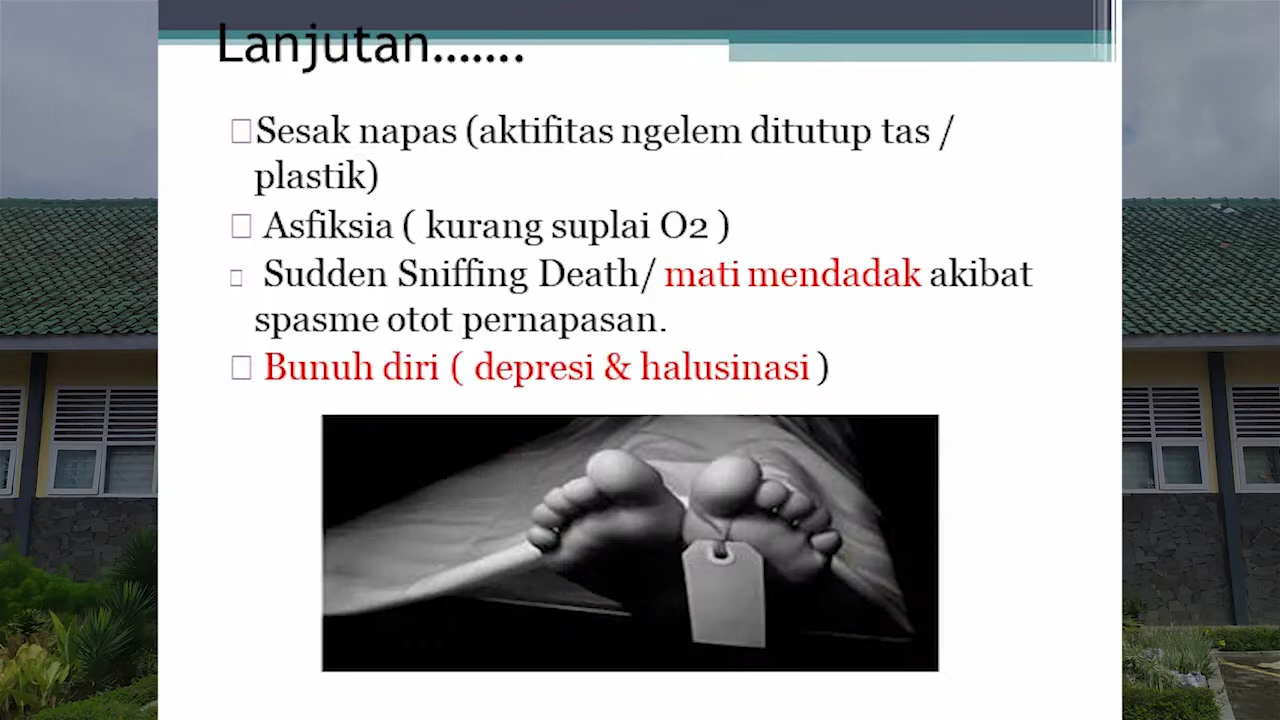 Lanjutan.......
□Sesak napas (aktifitas ngelem ditutup tas /
plastik)
□ Asfiksia ( kurang suplai O2 )
□ Sudden Sniffing Death/ mati mendadak akibat
spasme otot pernapasan.
□ Bunuh diri ( depresi & halusinasi )